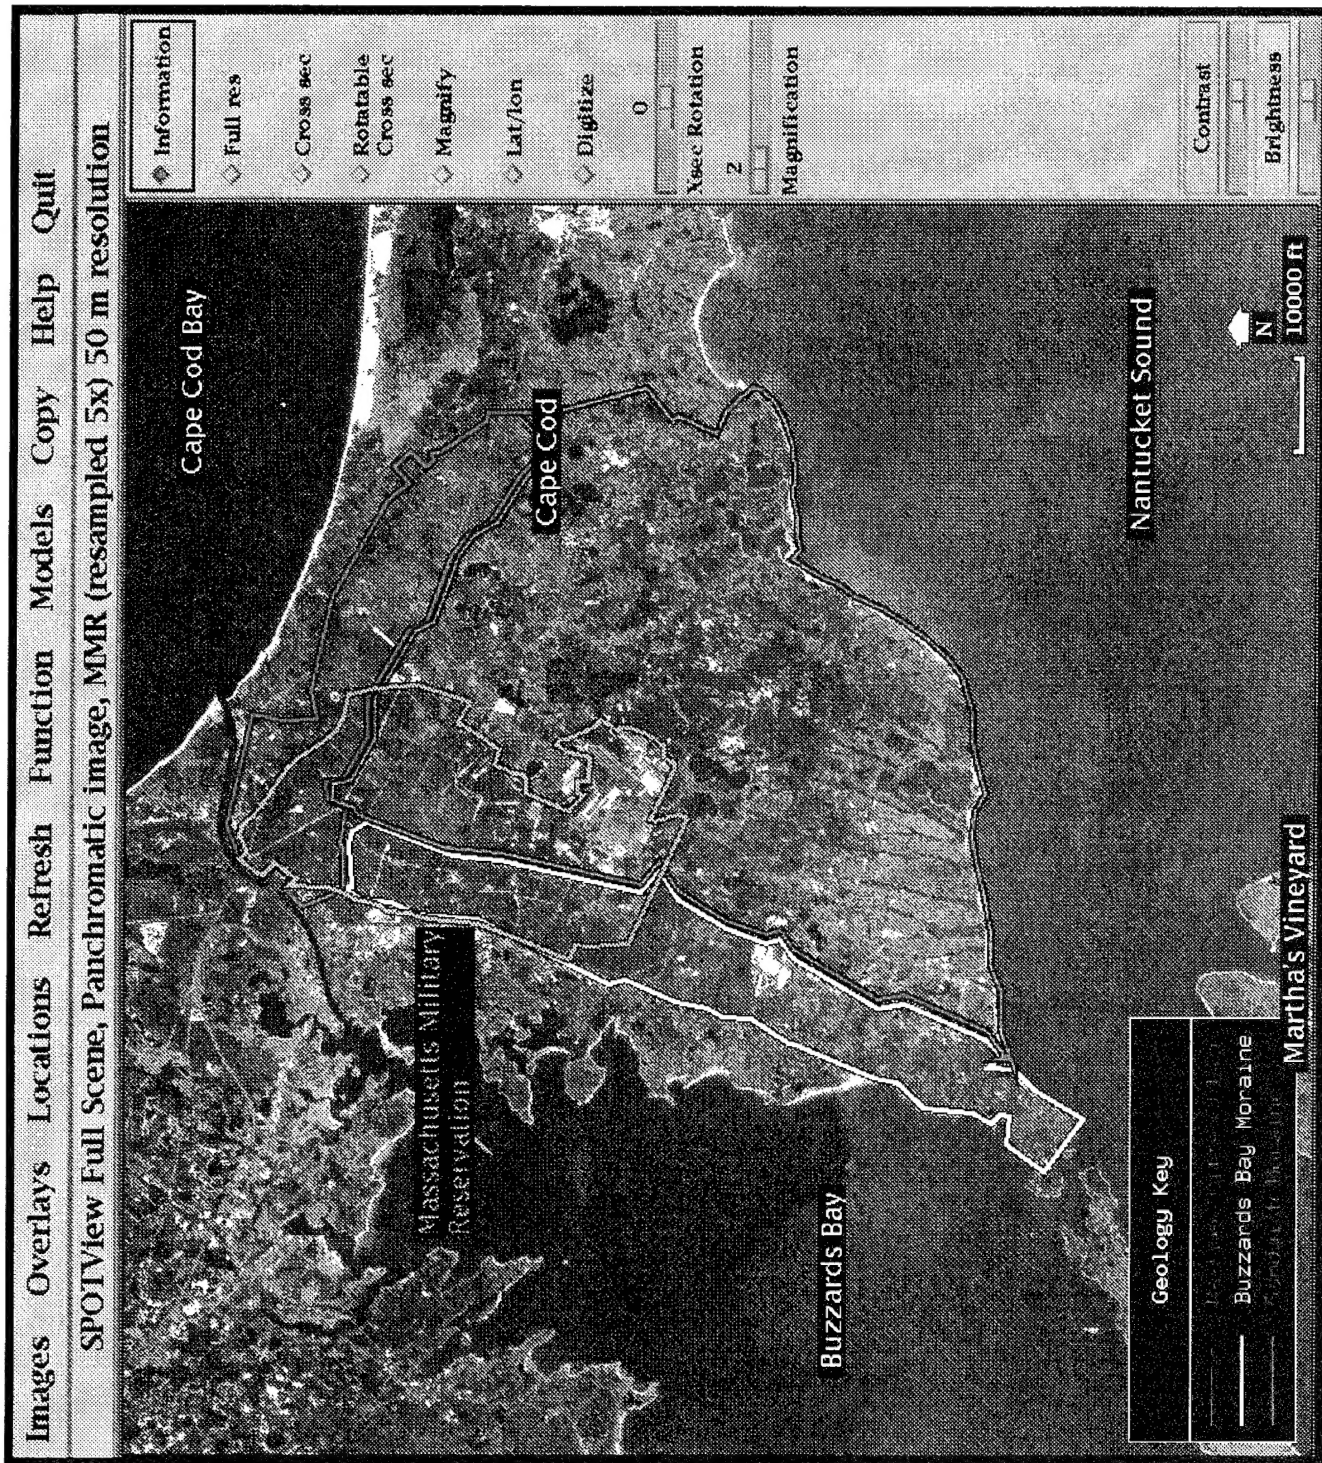 Images Overlays Locations Refresh Function Models Copy Help Quit
SPOTView Full Scene, Panchromatic image, MMR (resampled 5x) 50 m resolution
Information
Full res
Cross sec
Rotatable
Cross sec
Magnify
Lat/lon
Digitize
0
Xsec Rotation
2
Magnification
Contrast
Brightness
Cape Cod Bay
Cape Cod
Massachusetts Military
Reservation
Buzzards Bay
Nantucket Sound
N
10000 ft
Martha's Vineyard
Geology Key
Buzzards Bay Moraine